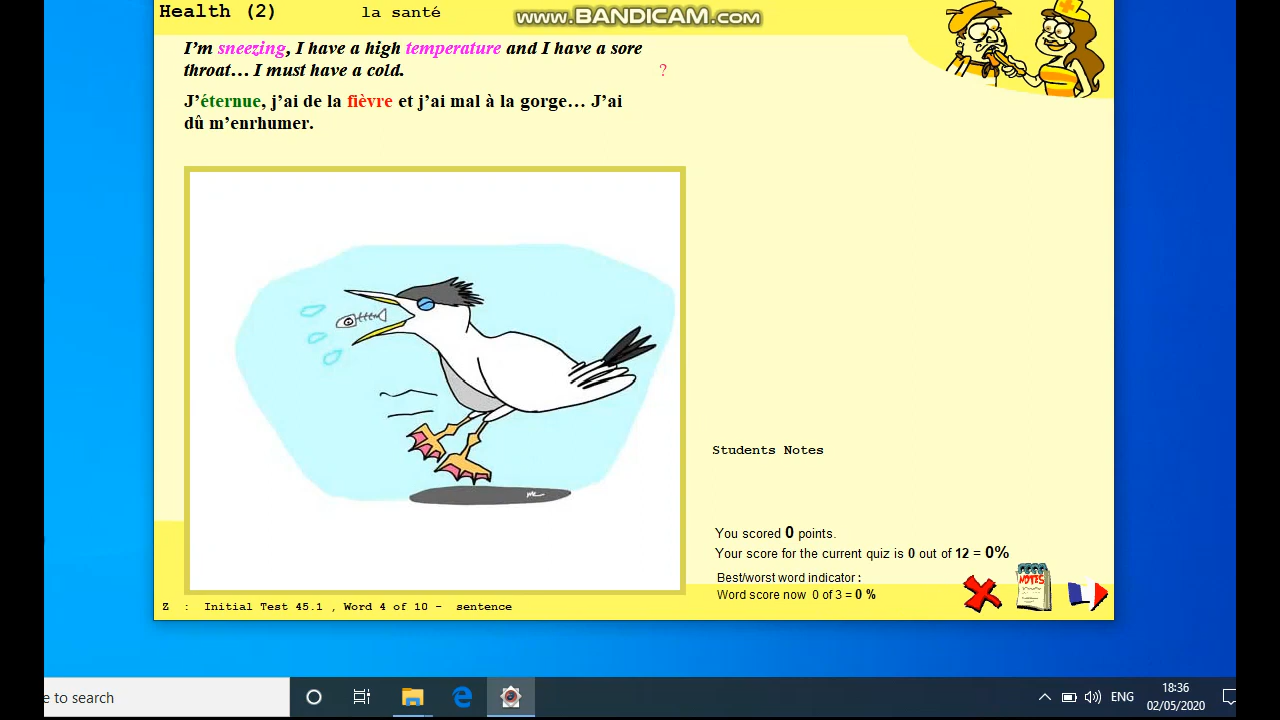 Health (2) la santé
www.BANDICAM.com
I'm sneezing, I have a high temperature and I have a sore
throat... I must have a cold. ?
J'éternue, j'ai de la fièvre et j'ai mal à la gorge... J'ai
dû m'enrhumer.
Students Notes
You scored 0 points.
Your score for the current quiz is 0 out of 12 = 0%
Best/worst word indicator :
Word score now 0 of 3 = 0 %
NOTES
Z : Initial Test 45.1 , Word 4 of 10 - sentence
e to search
ENG
18:36
02/05/2020